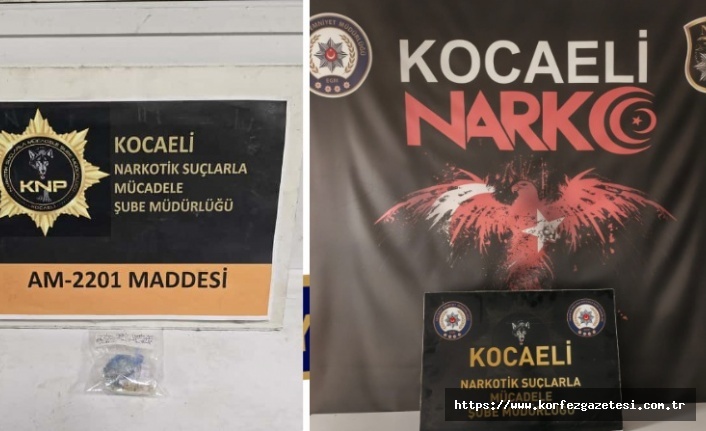 KNP
KOCAELİ
KOCAELİ
NARKOTİK SUÇLARLA
MÜCADELE
ŞUBE MÜDÜRLÜĞÜ
AM-2201 MADDESİ
KOCAELİ
NARKO
KOCAELİ
NARKOTİK SUÇLARLA
MÜCADELE
ŞUBE MÜDÜRLÜĞÜ
https://www.korfezgazetesi.com.tr